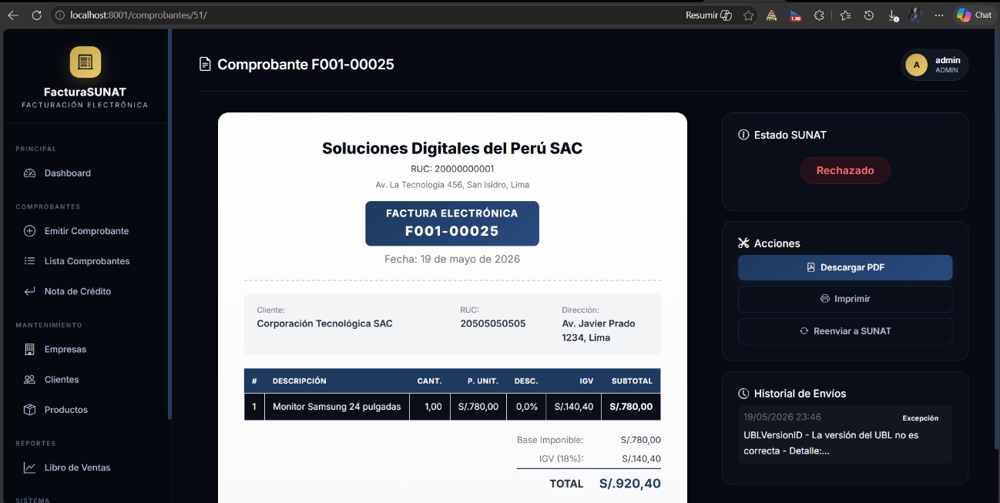 localhost:8001/comprobantes/51/
Resumir
1.00
Chat
FacturaSUNAT
FACTURACIÓN ELECTRÓNICA
PRINCIPAL
Dashboard
COMPROBANTES
Emitir Comprobante
Lista Comprobantes
Nota de Crédito
MANTENIMIENTO
Empresas
Clientes
Productos
REPORTES
Libro de Ventas
SISTEMA
Comprobante F001-00025
A
admin
ADMIN
Soluciones Digitales del Perú SAC
RUC: 20000000001
Av. La Tecnología 456, San Isidro, Lima
FACTURA ELECTRÓNICA
F001-00025
Fecha: 19 de mayo de 2026
Cliente: RUC: Dirección:
Corporación Tecnológica SAC 20505050505 Av. Javier Prado
1234, Lima
# DESCRIPCIÓN CANT. P. UNIT. DESC. IGV SUBTOTAL
1 Monitor Samsung 24 pulgadas 1,00 S/.780,00 0,0% S/.140,40 S/.780,00
Base Imponible: S/.780,00
IGV (18%): S/.140,40
TOTAL S/.920,40
Estado SUNAT
Rechazado
Acciones
Descargar PDF
Imprimir
Reenviar a SUNAT
Historial de Envíos
19/05/2026 23:46 Excepción
UBLVersionID - La versión del UBL no es
correcta - Detalle:...